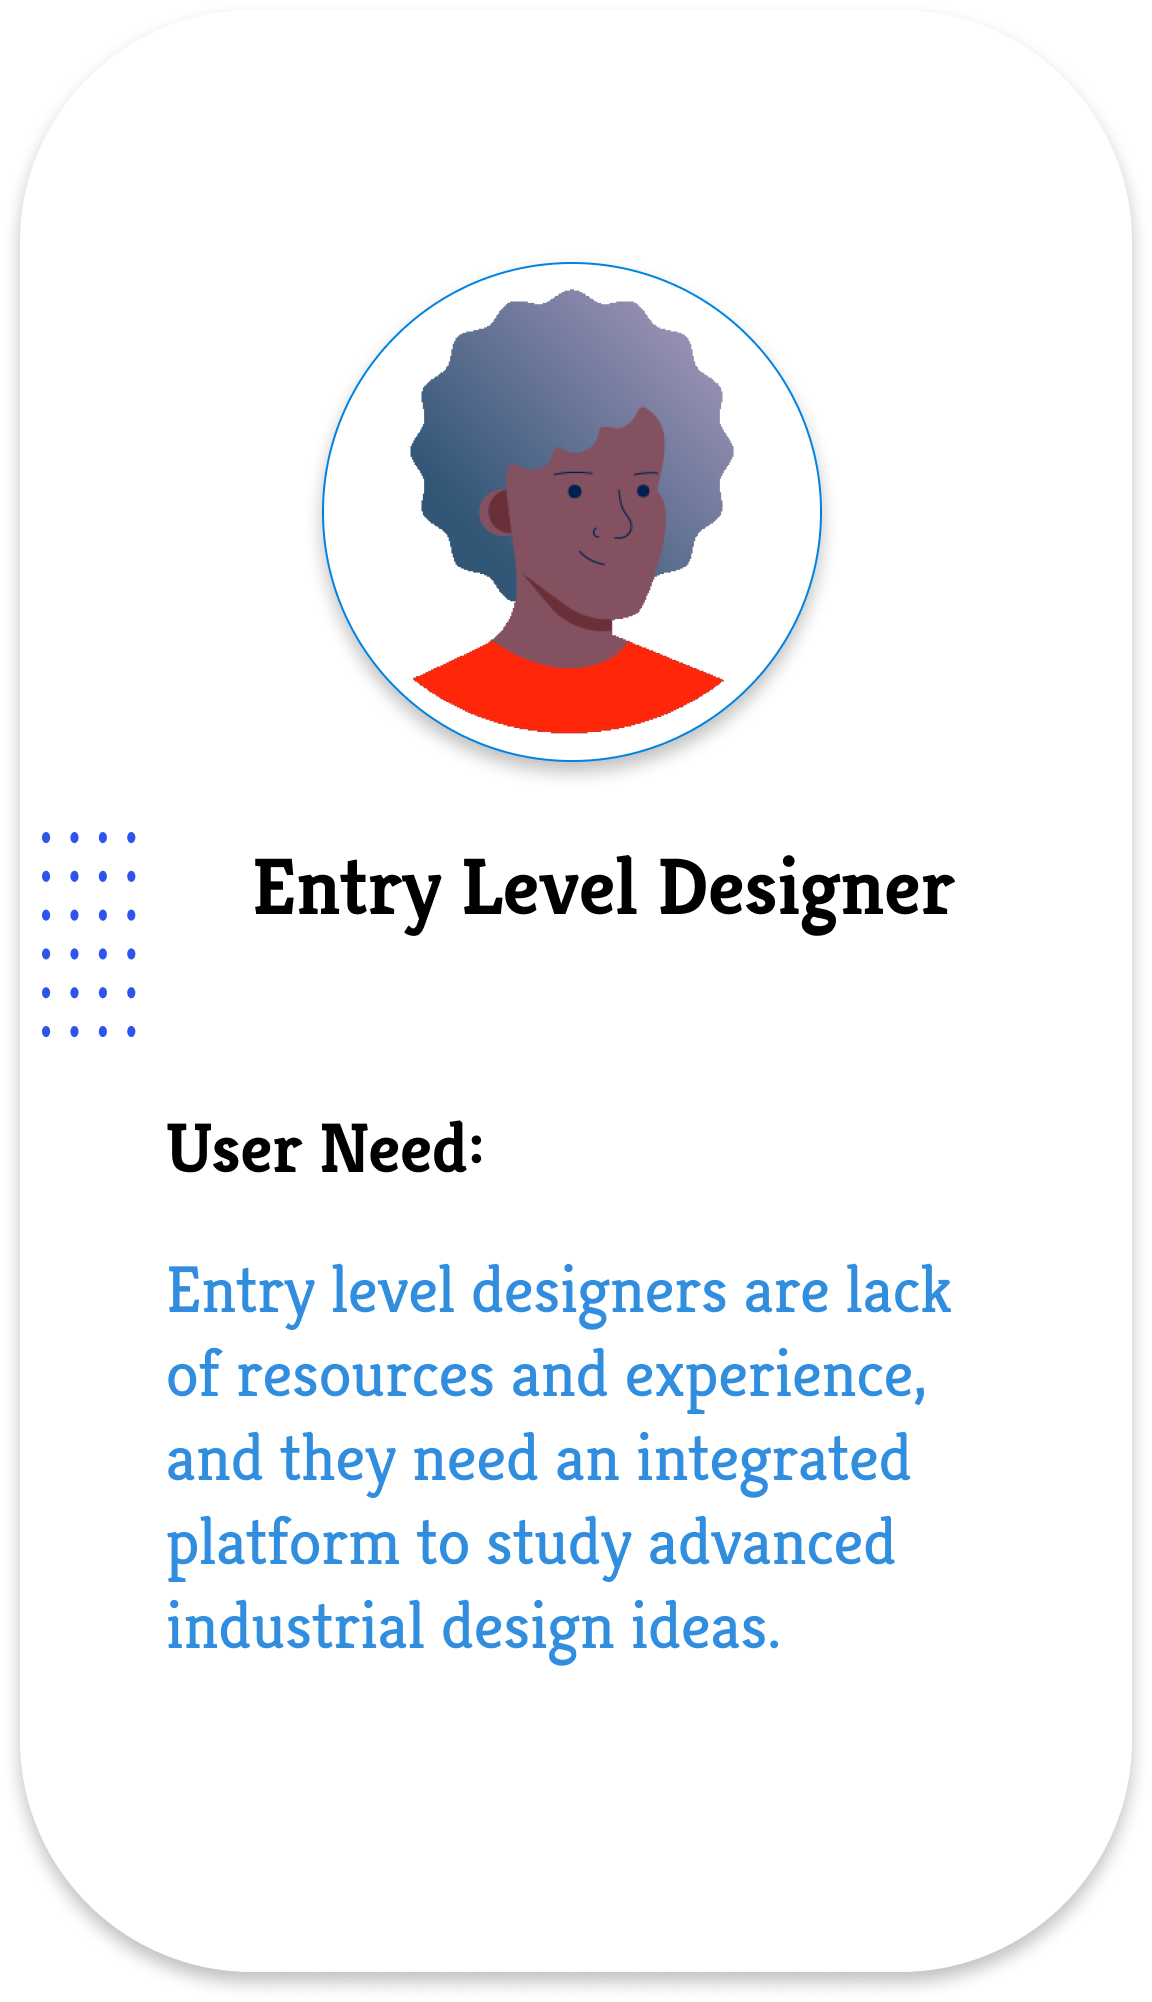 Entry Level Designer
User Need:
Entry level designers are lack
of resources and experience,
and they need an integrated
platform to study advanced
industrial design ideas.